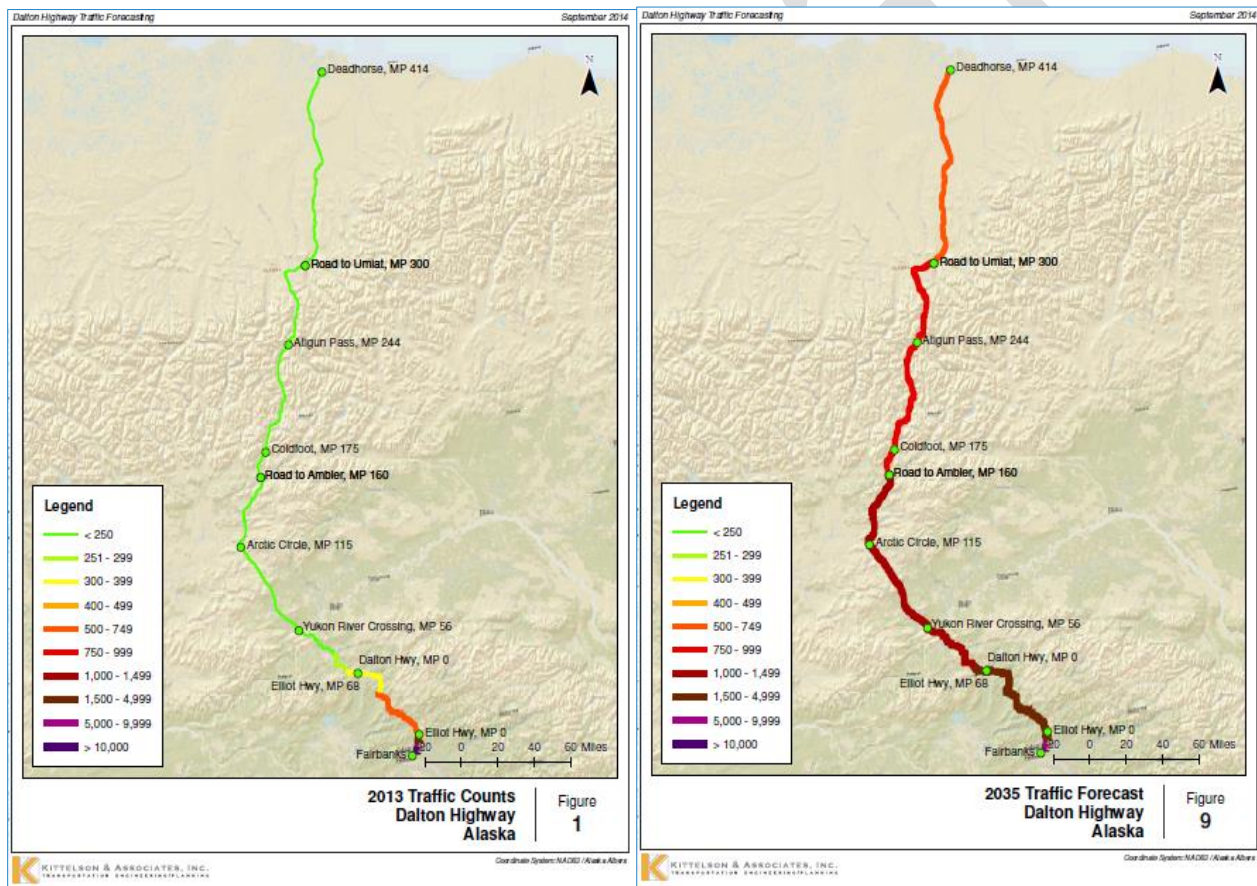 Dalton Highway Traffic Forecasting
September 2014
N
Deadhorse, MP 414
Road to Umiat, MP 300
Atigun Pass, MP 244
Coldfoot, MP 175
Road to Ambler, MP 160
Arctic Circle, MP 115
Yukon River Crossing, MP 56
Dalton Hwy, MP 0
Elliot Hwy, MP 68
Elliot Hwy, MP 0
Fairbanks
20 0 20 40 60 Miles
Legend
< 250
251 - 299
300 - 399
400 - 499
500 - 749
750 - 999
1,000 - 1,499
1,500 - 4,999
5,000 - 9,999
> 10,000
2013 Traffic Counts
Dalton Highway
Alaska
Figure
1
KITTELSON & ASSOCIATES, INC.
TRANSPORTATION ENGINEERING/PLANNING
Coordinate System: NAD83 / Alaska Albers
Dalton Highway Traffic Forecasting
September 2014
N
Deadhorse, MP 414
Road to Umiat, MP 300
Atigun Pass, MP 244
Coldfoot, MP 175
Road to Ambler, MP 160
Arctic Circle, MP 115
Yukon River Crossing, MP 56
Dalton Hwy, MP 0
Elliot Hwy, MP 68
Elliot Hwy, MP 0
Fairbanks
20 0 20 40 60 Miles
Legend
< 250
251 - 299
300 - 399
400 - 499
500 - 749
750 - 999
1,000 - 1,499
1,500 - 4,999
5,000 - 9,999
> 10,000
2035 Traffic Forecast
Dalton Highway
Alaska
Figure
9
KITTELSON & ASSOCIATES, INC.
TRANSPORTATION ENGINEERING/PLANNING
Coordinate System: NAD83 / Alaska Albers